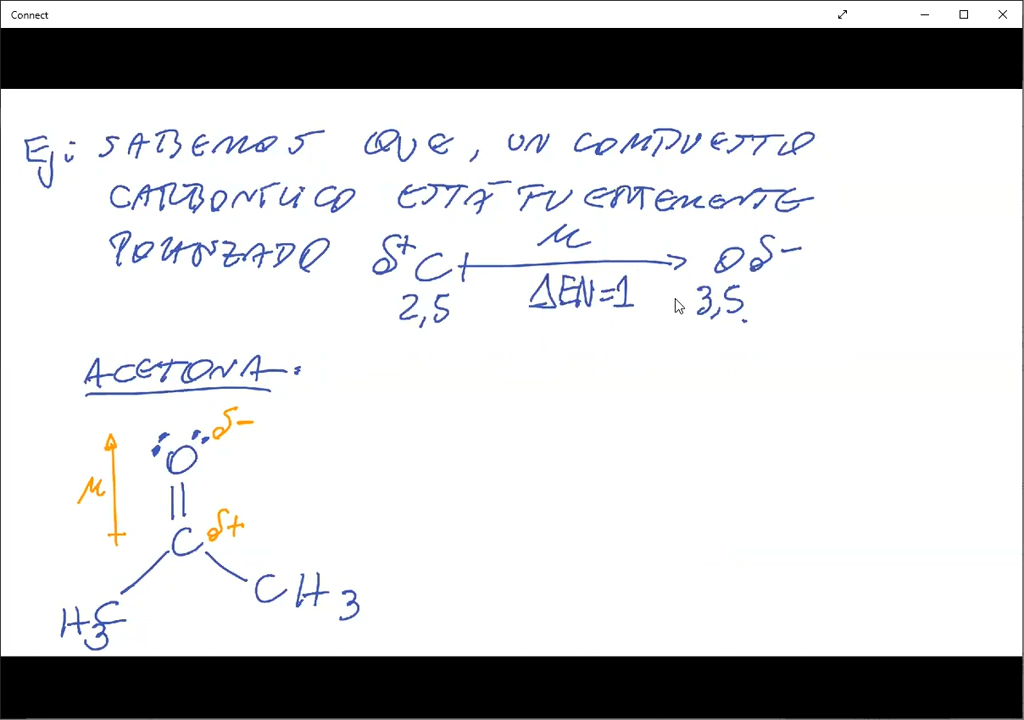 Connect
Ej: SABEMOS QUE, UN COMPUESTO
CARBONÍLICO ESTÁ FUERTEMENTE
POLARIZADO δ+ C μ O δ-
2,5 ΔEN=1 3,5.
ACETONA:
δ-
O
μ
C δ+
CH3
H3C